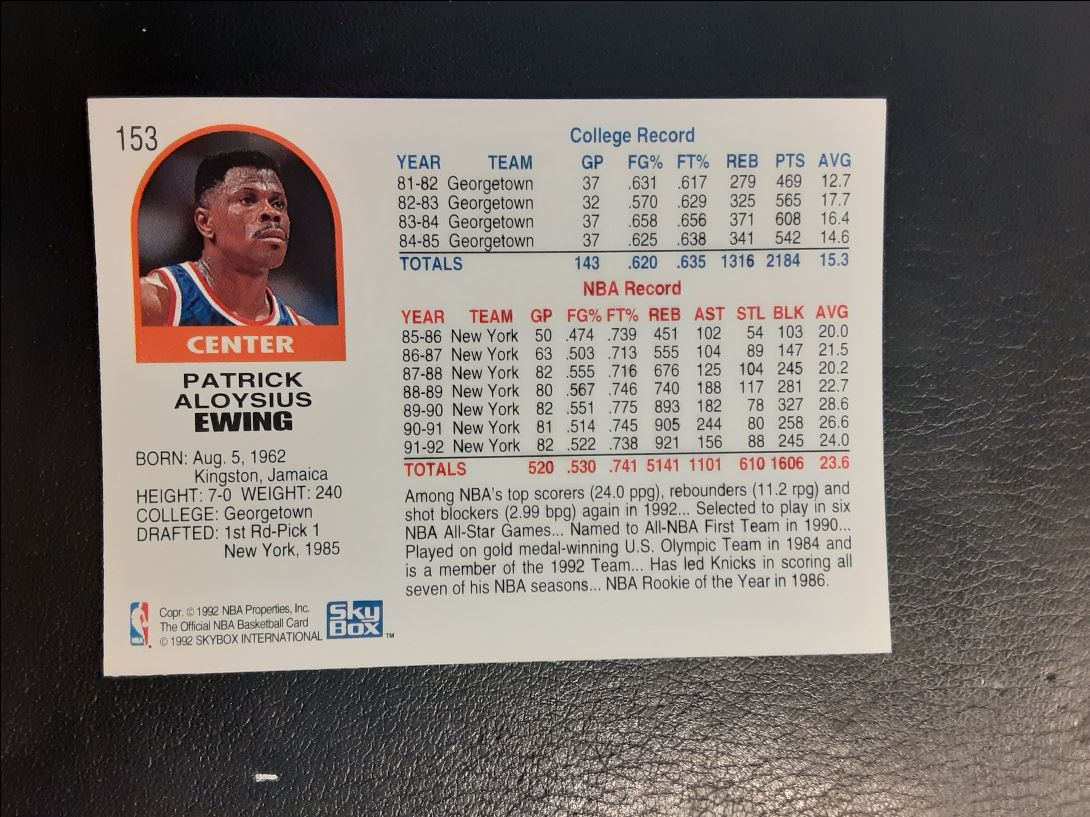 153
CENTER
PATRICK
ALOYSIUS
EWING
BORN: Aug. 5, 1962
Kingston, Jamaica
HEIGHT: 7-0 WEIGHT: 240
COLLEGE: Georgetown
DRAFTED: 1st Rd-Pick 1
New York, 1985
NBA
Copr. © 1992 NBA Properties, Inc.
The Official NBA Basketball Card
© 1992 SKYBOX INTERNATIONAL
Sky
Box ™
College Record
YEAR TEAM GP FG% FT% REB PTS AVG
81-82 Georgetown 37 .631 .617 279 469 12.7
82-83 Georgetown 32 .570 .629 325 565 17.7
83-84 Georgetown 37 .658 .656 371 608 16.4
84-85 Georgetown 37 .625 .638 341 542 14.6
TOTALS 143 .620 .635 1316 2184 15.3
NBA Record
YEAR TEAM GP FG% FT% REB AST STL BLK AVG
85-86 New York 50 .474 .739 451 102 54 103 20.0
86-87 New York 63 .503 .713 555 104 89 147 21.5
87-88 New York 82 .555 .716 676 125 104 245 20.2
88-89 New York 80 .567 .746 740 188 117 281 22.7
89-90 New York 82 .551 .775 893 182 78 327 28.6
90-91 New York 81 .514 .745 905 244 80 258 26.6
91-92 New York 82 .522 .738 921 156 88 245 24.0
TOTALS 520 .530 .741 5141 1101 610 1606 23.6
Among NBA's top scorers (24.0 ppg), rebounders (11.2 rpg) and
shot blockers (2.99 bpg) again in 1992... Selected to play in six
NBA All-Star Games... Named to All-NBA First Team in 1990...
Played on gold medal-winning U.S. Olympic Team in 1984 and
is a member of the 1992 Team... Has led Knicks in scoring all
seven of his NBA seasons... NBA Rookie of the Year in 1986.